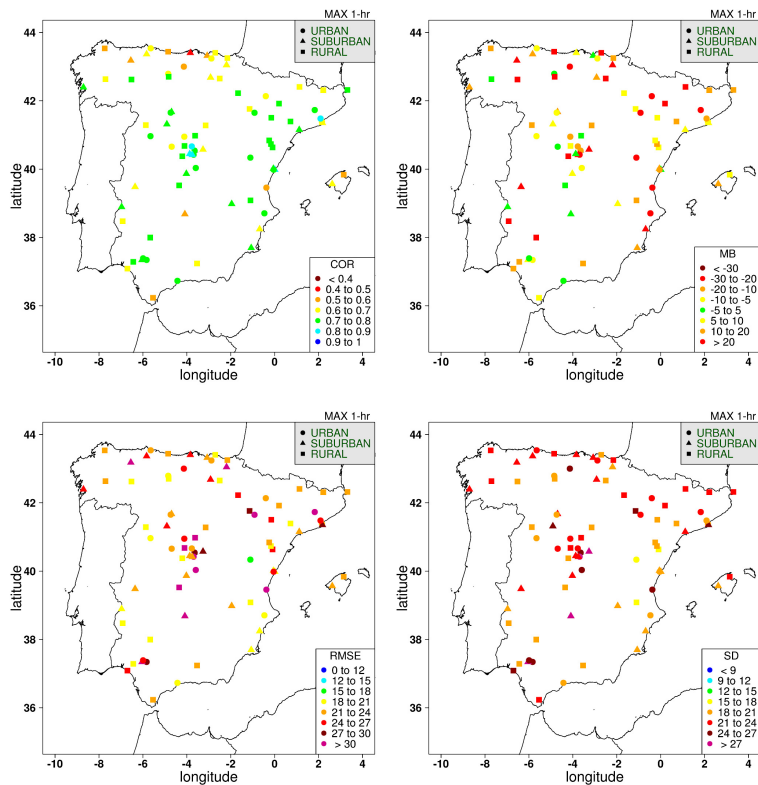 MAX 1-hr
URBAN
SUBURBAN
RURAL
44
42
40
38
36
latitude
COR
< 0.4
0.4 to 0.5
0.5 to 0.6
0.6 to 0.7
0.7 to 0.8
0.8 to 0.9
0.9 to 1
-10 -8 -6 -4 -2 0 2 4
longitude
MAX 1-hr
URBAN
SUBURBAN
RURAL
44
42
40
38
36
latitude
MB
< -30
-30 to -20
-20 to -10
-10 to -5
-5 to 5
5 to 10
10 to 20
> 20
-10 -8 -6 -4 -2 0 2 4
longitude
MAX 1-hr
URBAN
SUBURBAN
RURAL
44
42
40
38
36
latitude
RMSE
0 to 12
12 to 15
15 to 18
18 to 21
21 to 24
24 to 27
27 to 30
> 30
-10 -8 -6 -4 -2 0 2 4
longitude
MAX 1-hr
URBAN
SUBURBAN
RURAL
44
42
40
38
36
latitude
SD
< 9
9 to 12
12 to 15
15 to 18
18 to 21
21 to 24
24 to 27
> 27
-10 -8 -6 -4 -2 0 2 4
longitude